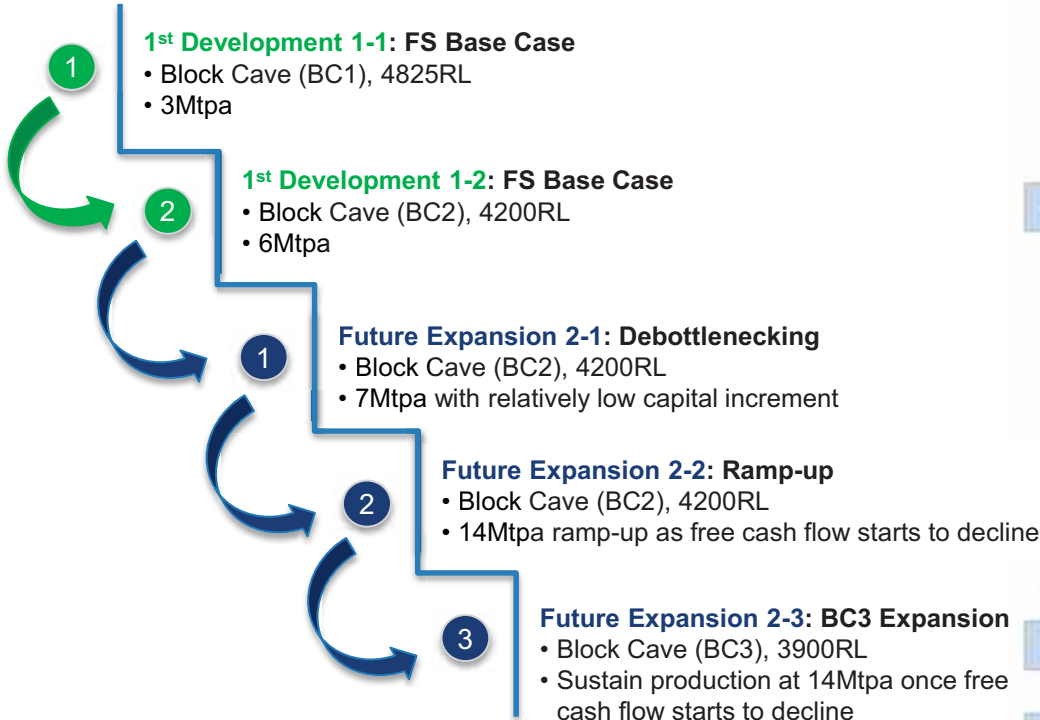 1
1st Development 1-1: FS Base Case
• Block Cave (BC1), 4825RL
• 3Mtpa
2
1st Development 1-2: FS Base Case
• Block Cave (BC2), 4200RL
• 6Mtpa
1
Future Expansion 2-1: Debottlenecking
• Block Cave (BC2), 4200RL
• 7Mtpa with relatively low capital increment
2
Future Expansion 2-2: Ramp-up
• Block Cave (BC2), 4200RL
• 14Mtpa ramp-up as free cash flow starts to decline
3
Future Expansion 2-3: BC3 Expansion
• Block Cave (BC3), 3900RL
• Sustain production at 14Mtpa once free
cash flow starts to decline